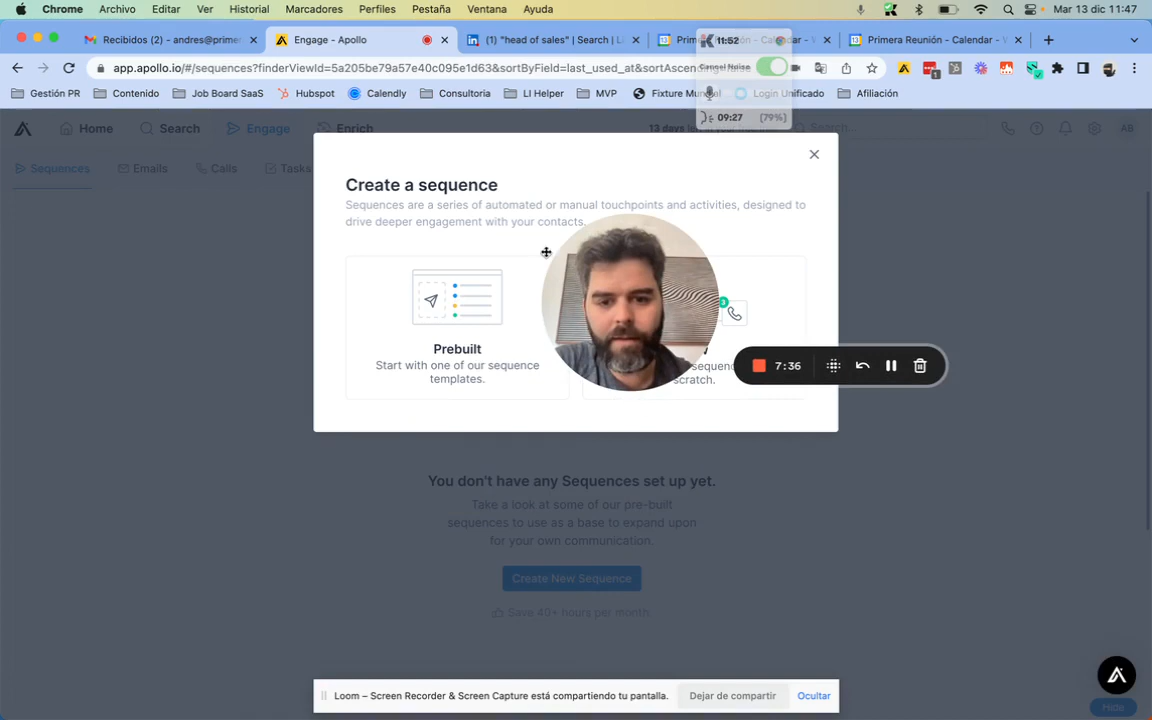 Chrome Archivo Editar Ver Historial Marcadores Perfiles Pestaña Ventana Ayuda Mar 13 dic 11:47
Recibidos (2) - andres@prime Engage - Apollo (1) "head of sales" | Search | Li Prim 11:52 - Calendar - Primera Reunión - Calendar -
app.apollo.io/#/sequences?finderViewId=5a205be79a57e40c095e1d63&sortByField=last_used_at&sortAscen
Cancel Noise
Gestión PR Contenido Job Board SaaS Hubspot Calendly Consultoria LI Helper MVP Fixture Login Unificado Afiliación
09:27 (79%)
Home Search Engage Enrich 13 days Search... AB
Sequences Emails Calls Tasks
Create a sequence
Sequences are a series of automated or manual touchpoints and activities, designed to
drive deeper engagement with your contacts.
Prebuilt
Start with one of our sequence
templates.
3
scratch.
7:36
You don't have any Sequences set up yet.
Take a look at some of our pre-built
sequences to use as a base to expand upon
for your own communication.
Create New Sequence
Save 40+ hours per month
Loom – Screen Recorder & Screen Capture está compartiendo tu pantalla. Dejar de compartir Ocultar
Hide